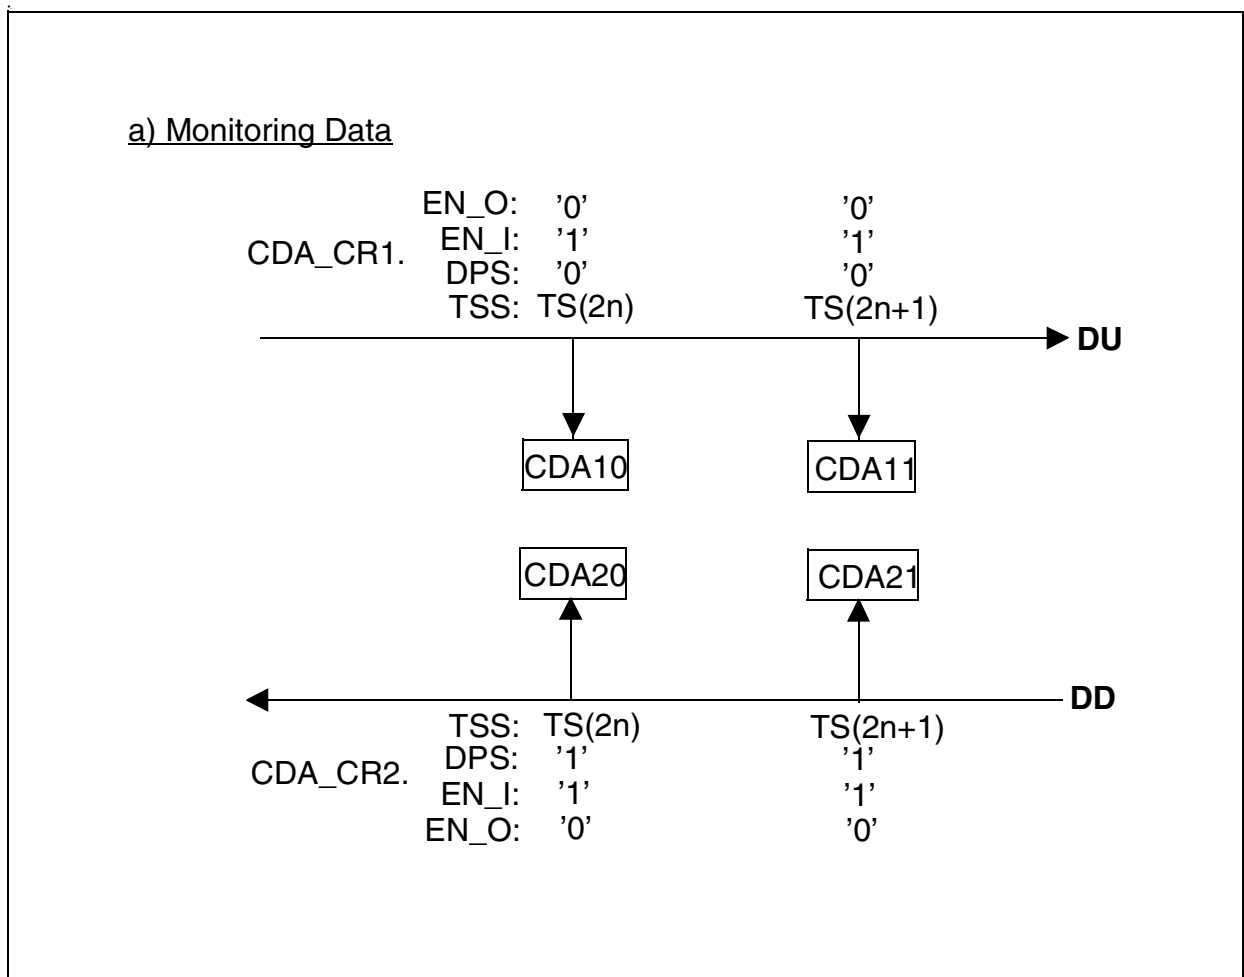 a) Monitoring Data
EN_O: ’0’ ’0’
CDA_CR1. EN_I: ’1’ ’1’
DPS: ’0’ ’0’
TSS: TS(2n) TS(2n+1)
DU
CDA10 CDA11
CDA20 CDA21
DD
TSS: TS(2n) TS(2n+1)
DPS: ’1’ ’1’
CDA_CR2. EN_I: ’1’ ’1’
EN_O: ’0’ ’0’